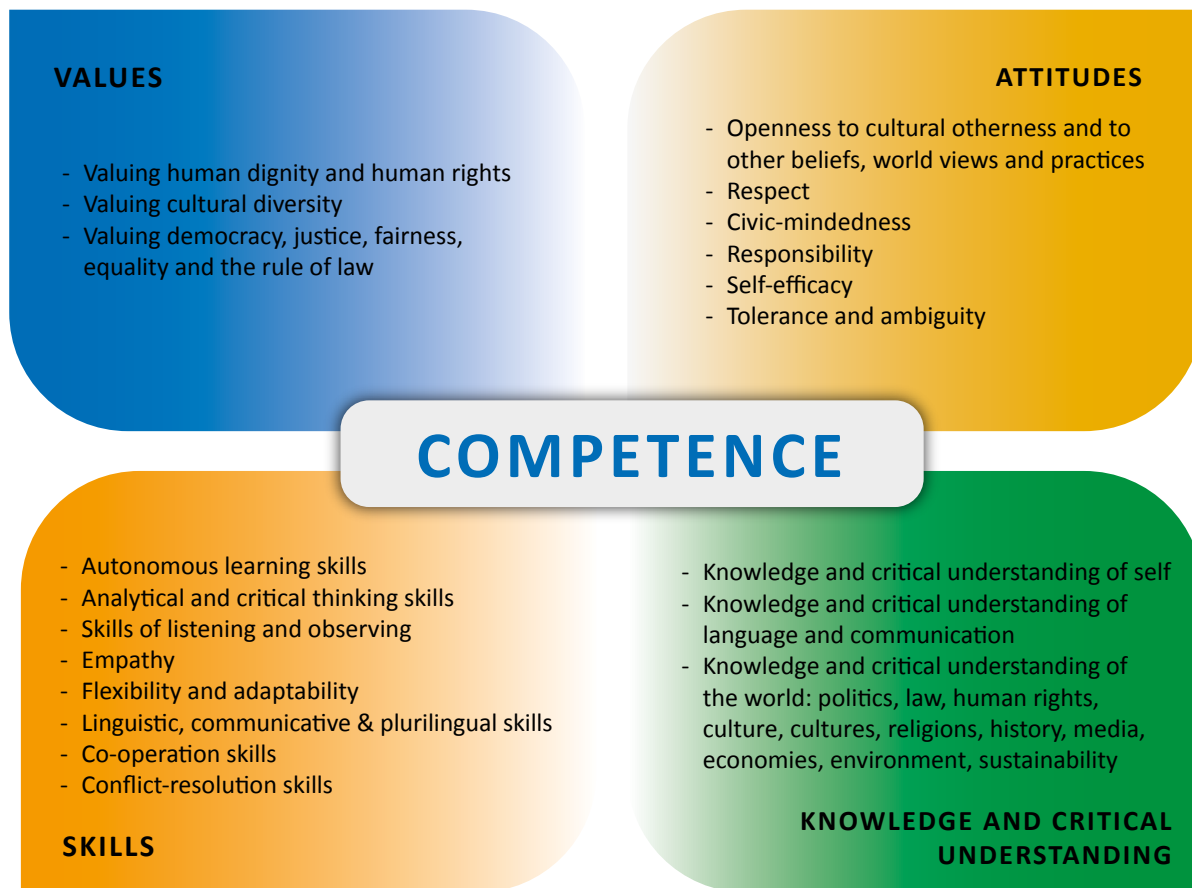 VALUES
- Valuing human dignity and human rights
- Valuing cultural diversity
- Valuing democracy, justice, fairness,
equality and the rule of law
ATTITUDES
- Openness to cultural otherness and to
other beliefs, world views and practices
- Respect
- Civic-mindedness
- Responsibility
- Self-efficacy
- Tolerance and ambiguity
COMPETENCE
- Autonomous learning skills
- Analytical and critical thinking skills
- Skills of listening and observing
- Empathy
- Flexibility and adaptability
- Linguistic, communicative & plurilingual skills
- Co-operation skills
- Conflict-resolution skills
SKILLS
- Knowledge and critical understanding of self
- Knowledge and critical understanding of
language and communication
- Knowledge and critical understanding of
the world: politics, law, human rights,
culture, cultures, religions, history, media,
economies, environment, sustainability
KNOWLEDGE AND CRITICAL
UNDERSTANDING